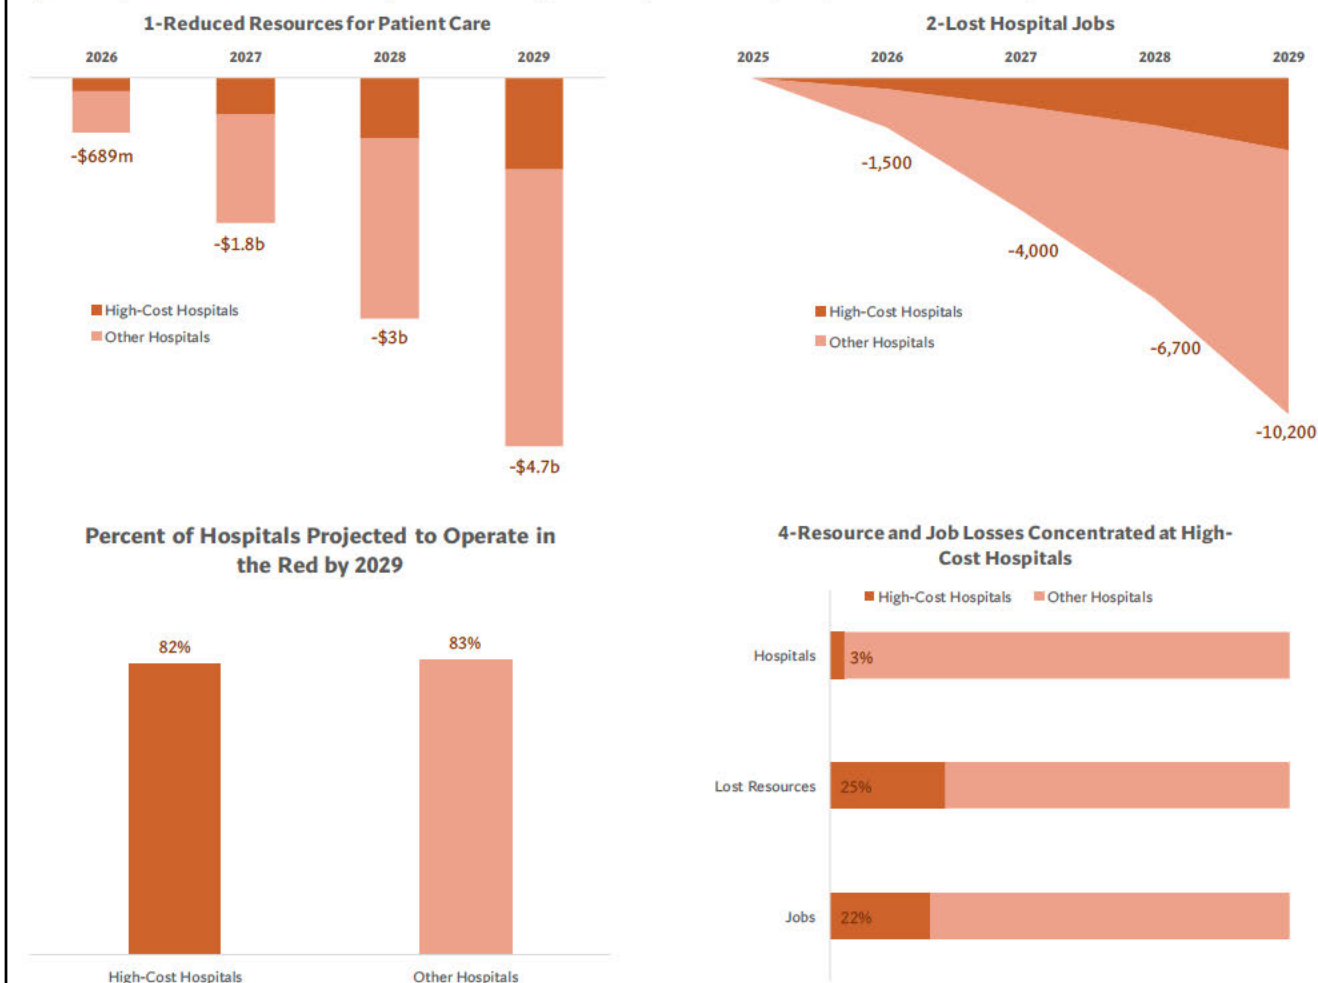 1-Reduced Resources for Patient Care
2026 2027 2028 2029
-$689m
-$1.8b
-$3b
-$4.7b
High-Cost Hospitals
Other Hospitals
2-Lost Hospital Jobs
2025 2026 2027 2028 2029
-1,500
-4,000
-6,700
-10,200
High-Cost Hospitals
Other Hospitals
Percent of Hospitals Projected to Operate in
the Red by 2029
82%
83%
High-Cost Hospitals
Other Hospitals
4-Resource and Job Losses Concentrated at High-
Cost Hospitals
High-Cost Hospitals Other Hospitals
Hospitals 3%
Lost Resources 25%
Jobs 22%